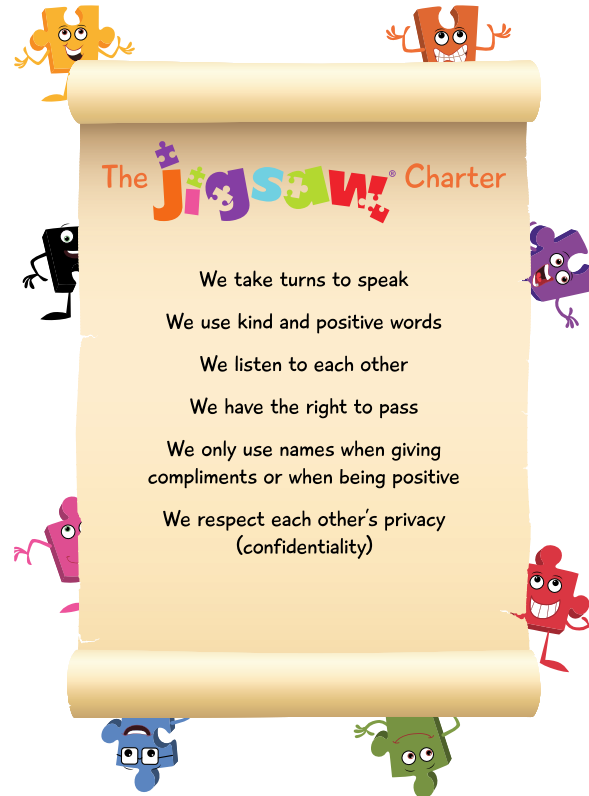 The jigsaw® Charter
We take turns to speak
We use kind and positive words
We listen to each other
We have the right to pass
We only use names when giving
compliments or when being positive
We respect each other's privacy
(confidentiality)